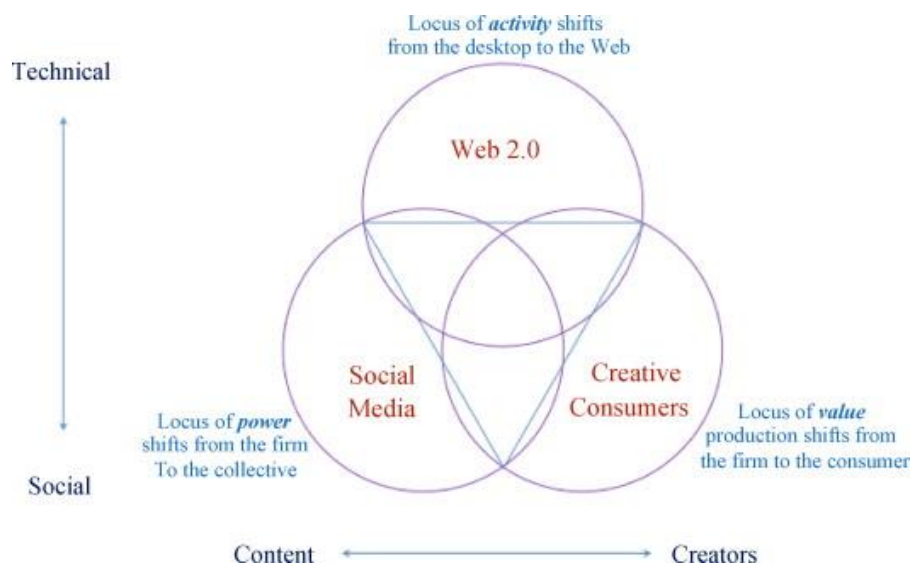 Locus of activity shifts
from the desktop to the Web
Technical
Web 2.0
Social
Media
Creative
Consumers
Locus of power
shifts from the firm
To the collective
Locus of value
production shifts from
the firm to the consumer
Social
Content
Creators